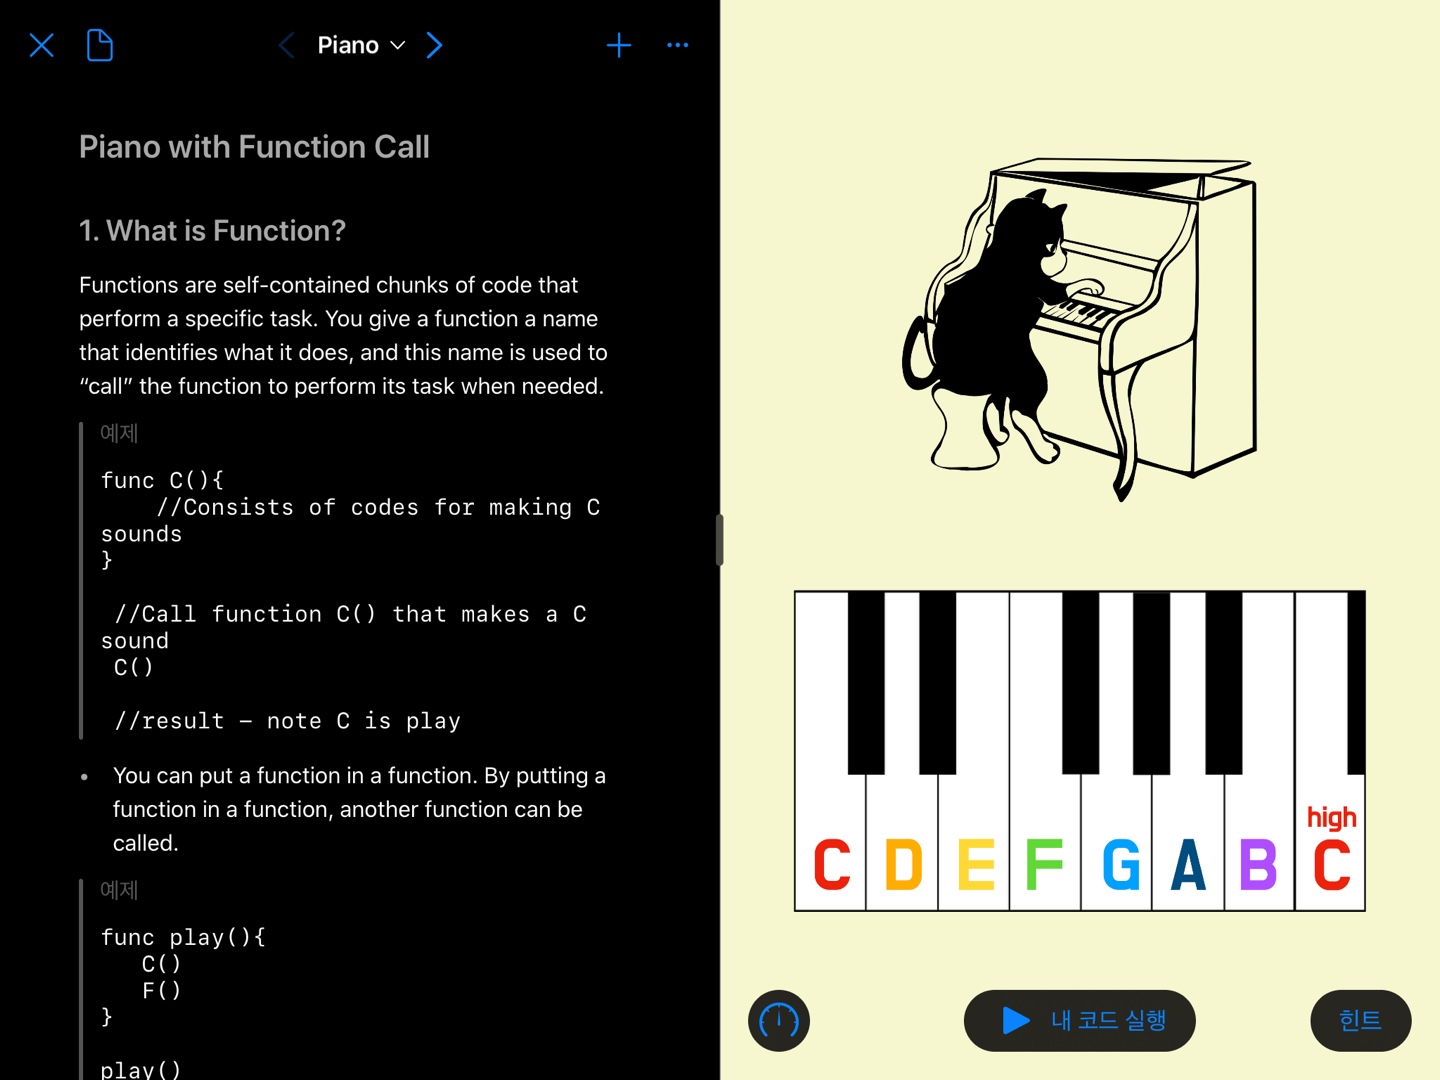 Piano
Piano with Function Call
1. What is Function?
Functions are self-contained chunks of code that
perform a specific task. You give a function a name
that identifies what it does, and this name is used to
“call” the function to perform its task when needed.
예제
func C(){
//Consists of codes for making C
sounds
}
//Call function C() that makes a C
sound
C()
//result – note C is play
• You can put a function in a function. By putting a
function in a function, another function can be
called.
예제
func play(){
C()
F()
}
play()
high
C D E F G A B C
내 코드 실행
힌트